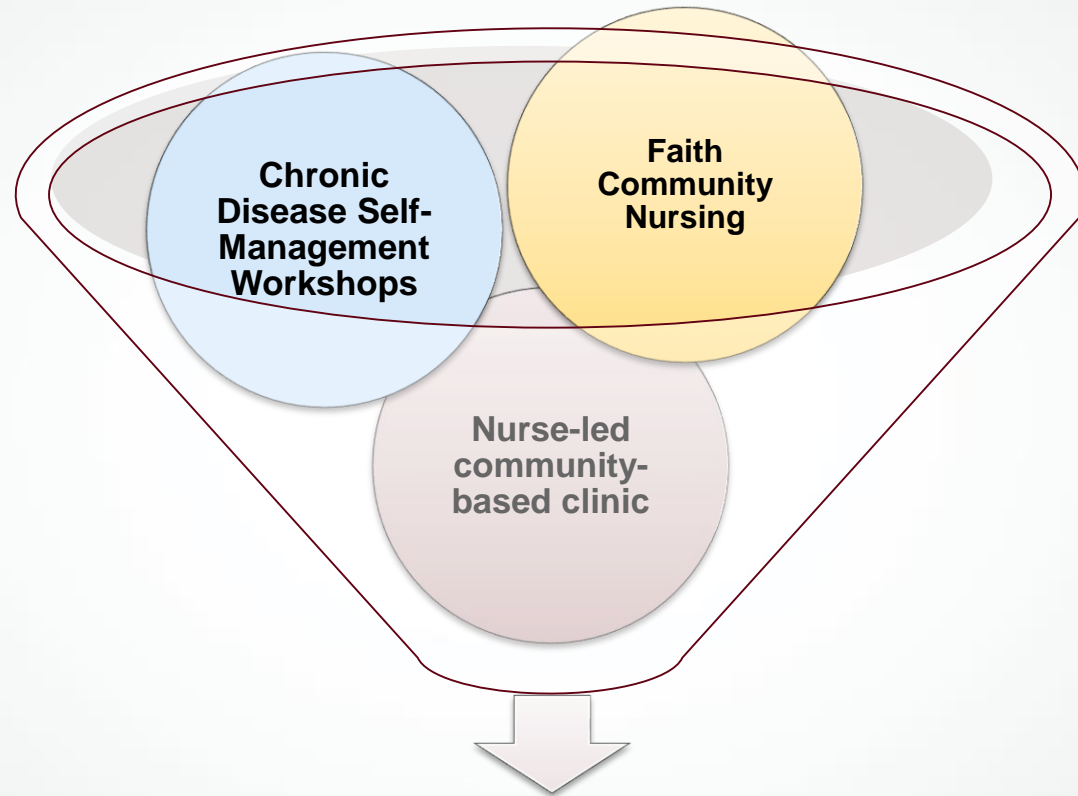 Chronic
Disease Self-
Management
Workshops
Faith
Community
Nursing
Nurse-led
community-
based clinic